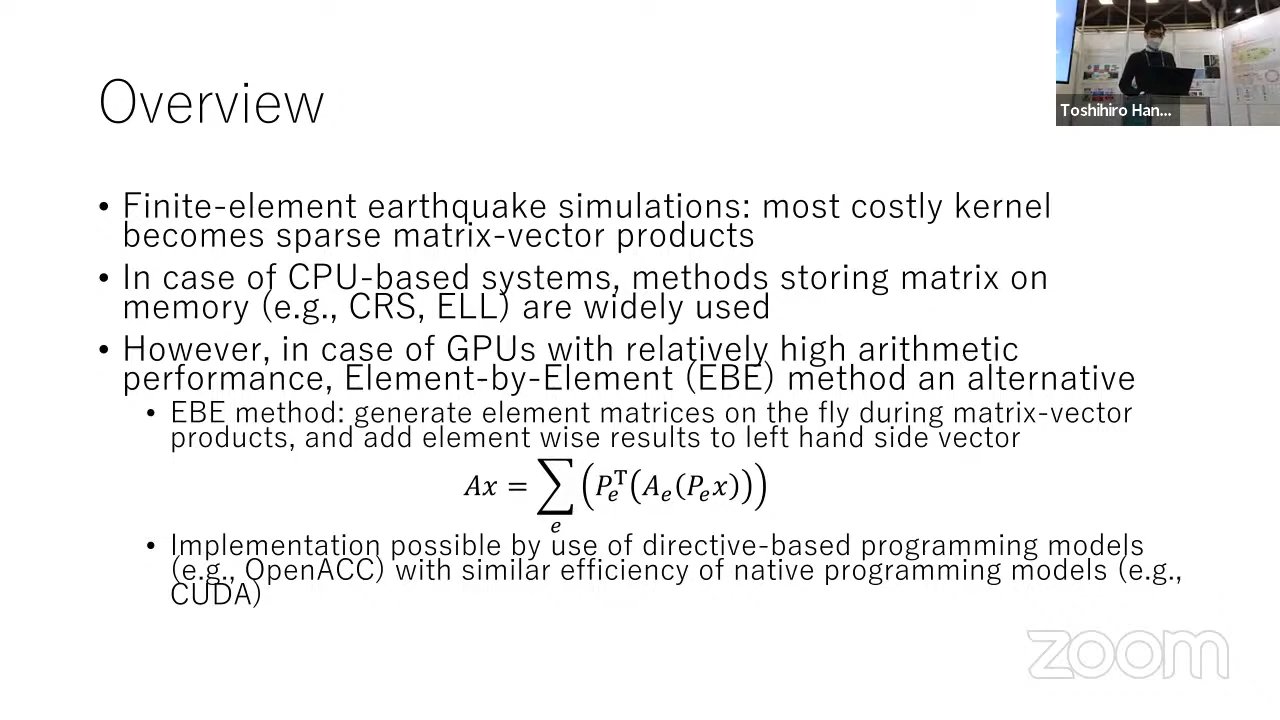 Overview
Toshihiro Han...
• Finite-element earthquake simulations: most costly kernel
becomes sparse matrix-vector products
• In case of CPU-based systems, methods storing matrix on
memory (e.g., CRS, ELL) are widely used
• However, in case of GPUs with relatively high arithmetic
performance, Element-by-Element (EBE) method an alternative
• EBE method: generate element matrices on the fly during matrix-vector
products, and add element wise results to left hand side vector
Ax = ∑_e (P_e^T(A_e(P_e x)))
• Implementation possible by use of directive-based programming models
(e.g., OpenACC) with similar efficiency of native programming models (e.g.,
CUDA)
zoom